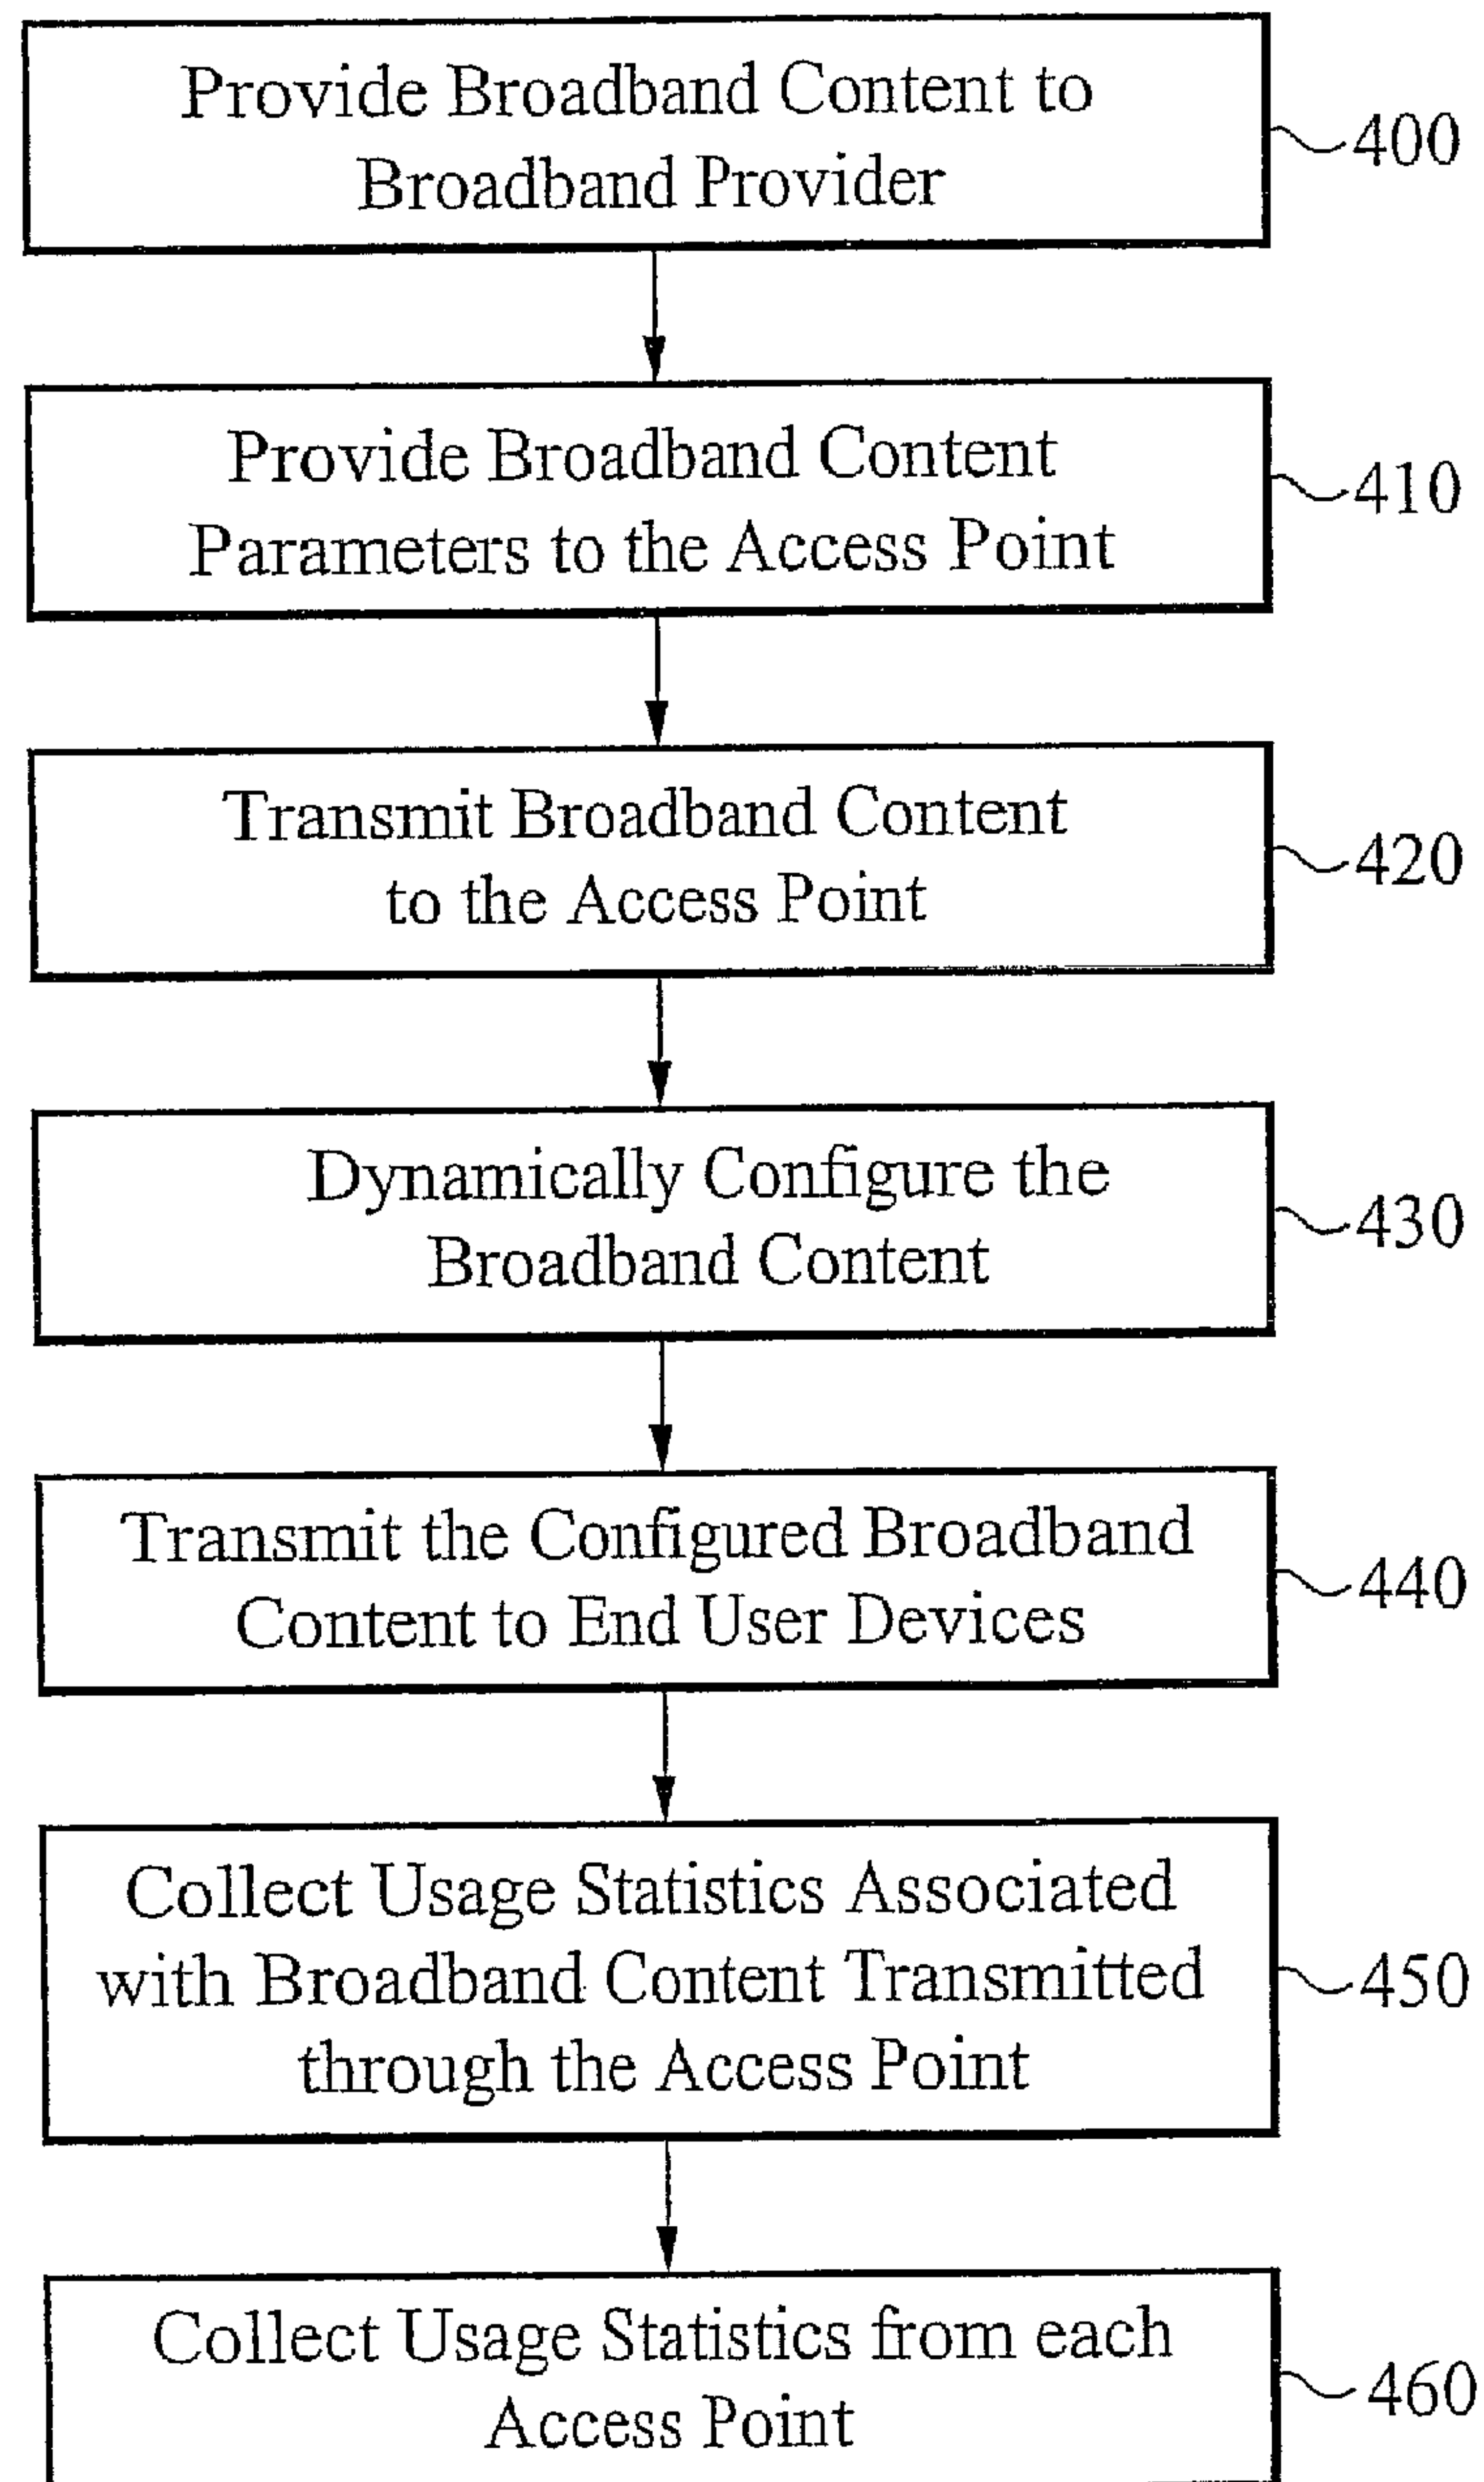 Provide Broadband Content to
Broadband Provider
400
Provide Broadband Content
Parameters to the Access Point
410
Transmit Broadband Content
to the Access Point
420
Dynamically Configure the
Broadband Content
430
Transmit the Configured Broadband
Content to End User Devices
440
Collect Usage Statistics Associated
with Broadband Content Transmitted
through the Access Point
450
Collect Usage Statistics from each
Access Point
460